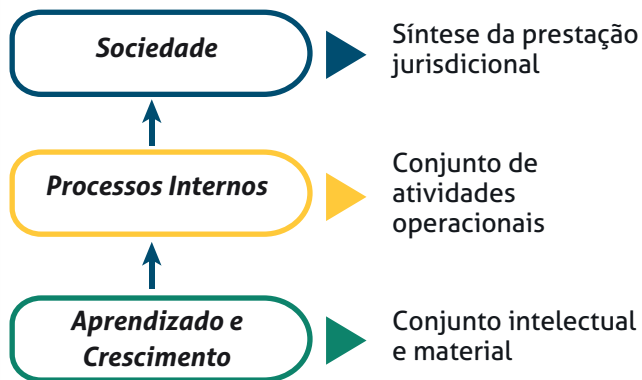 Sociedade
Síntese da prestação
jurisdicional
Processos Internos
Conjunto de
atividades
operacionais
Aprendizado e
Crescimento
Conjunto intelectual
e material